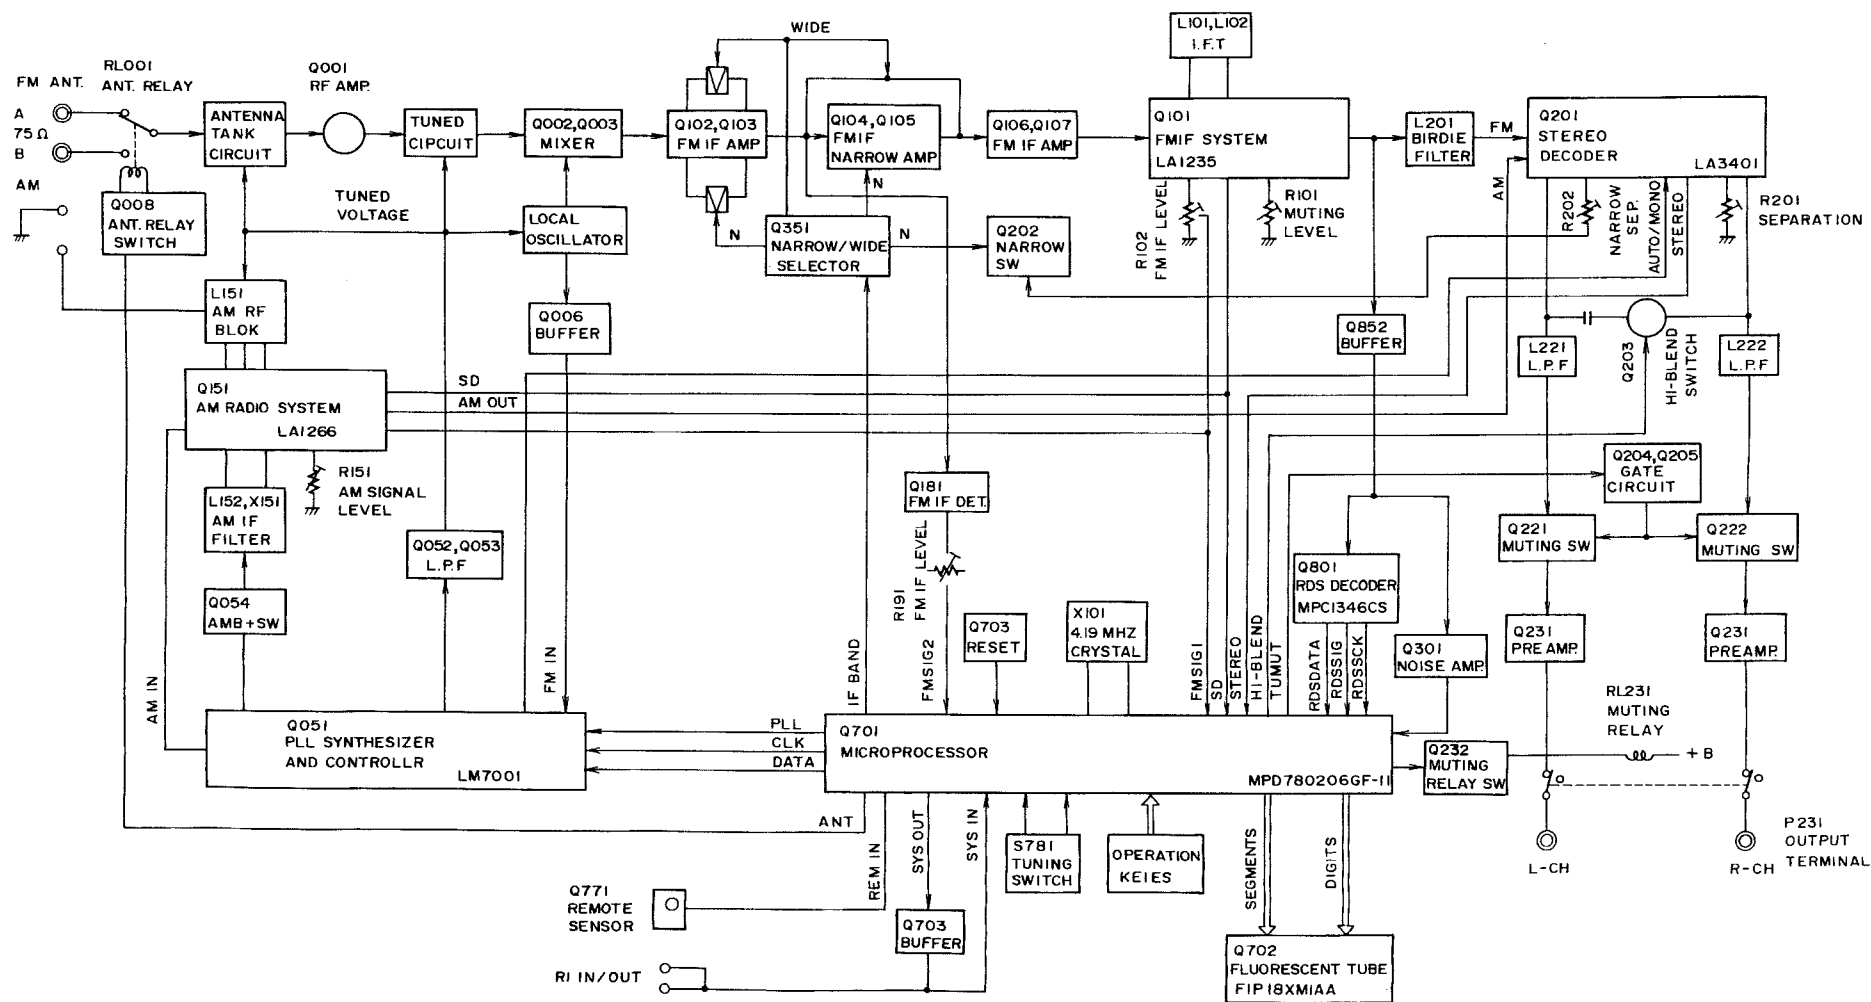 WIDE
L101,L102
I.F.T
FM ANT.
RL001
ANT. RELAY
Q001
RF AMP.
A
75Ω
B
ANTENNA
TANK
CIRCUIT
TUNED
CIPCUIT
Q002,Q003
MIXER
Q102,Q103
FM IF AMP
Q104,Q105
FMIF
NARROW AMP
Q106,Q107
FM IF AMP
Q101
FMIF SYSTEM
LA1235
L201
BIRDIE
FILTER
FM
Q201
STEREO
DECODER
LA3401
AM
Q008
ANT. RELAY
SWITCH
TUNED
VOLTAGE
LOCAL
OSCILLATOR
N
N
Q351
NARROW/WIDE
SELECTOR
N
Q202
NARROW
SW
R102
FM IF LEVEL
R101
MUTING
LEVEL
AM
R202
NARROW
SEP.
AUTO/MONO
STEREO
R201
SEPARATION
L151
AM RF
BLOK
Q006
BUFFER
Q852
BUFFER
L221
L.P.F
Q203
HI-BLEND
SWITCH
L222
L.P.F
Q151
AM RADIO SYSTEM
LA1266
SD
AM OUT
R151
AM SIGNAL
LEVEL
L152,X151
AM IF
FILTER
Q181
FM IF DET.
Q204,Q205
GATE
CIRCUIT
Q052,Q053
L.P.F
R191
FM IF LEVEL
Q221
MUTING SW
Q222
MUTING SW
Q054
AMB+SW
Q801
RDS DECODER
MPC1346CS
Q703
RESET
X101
4.19 MHZ
CRYSTAL
Q301
NOISE AMP.
Q231
PREAMP.
Q231
PREAMP.
AM IN
FM IN
IF BAND
FMSIG2
FMSIG1
SD
STEREO
HI-BLEND
TUMUT
RDSDATA
RDSSIG
RDSSCK
RL231
MUTING
RELAY
+B
Q051
PLL SYNTHESIZER
AND CONTROLLR
LM7001
PLL
CLK
DATA
Q701
MICROPROCESSOR
MPD780206GF-11
Q232
MUTING
RELAY SW
ANT
REM IN
SYS OUT
SYS IN
S781
TUNING
SWITCH
OPERATION
KEIES
SEGMENTS
DIGITS
L-CH
R-CH
P231
OUTPUT
TERMINAL
Q771
REMOTE
SENSOR
Q703
BUFFER
RI IN/OUT
Q702
FLUORESCENT TUBE
FIP18XM1AA